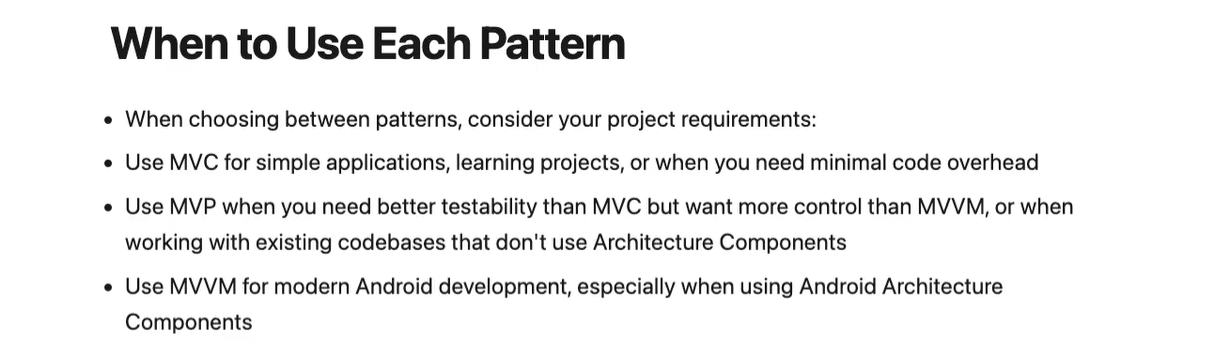 When to Use Each Pattern
• When choosing between patterns, consider your project requirements:
• Use MVC for simple applications, learning projects, or when you need minimal code overhead
• Use MVP when you need better testability than MVC but want more control than MVVM, or when
working with existing codebases that don't use Architecture Components
• Use MVVM for modern Android development, especially when using Android Architecture
Components